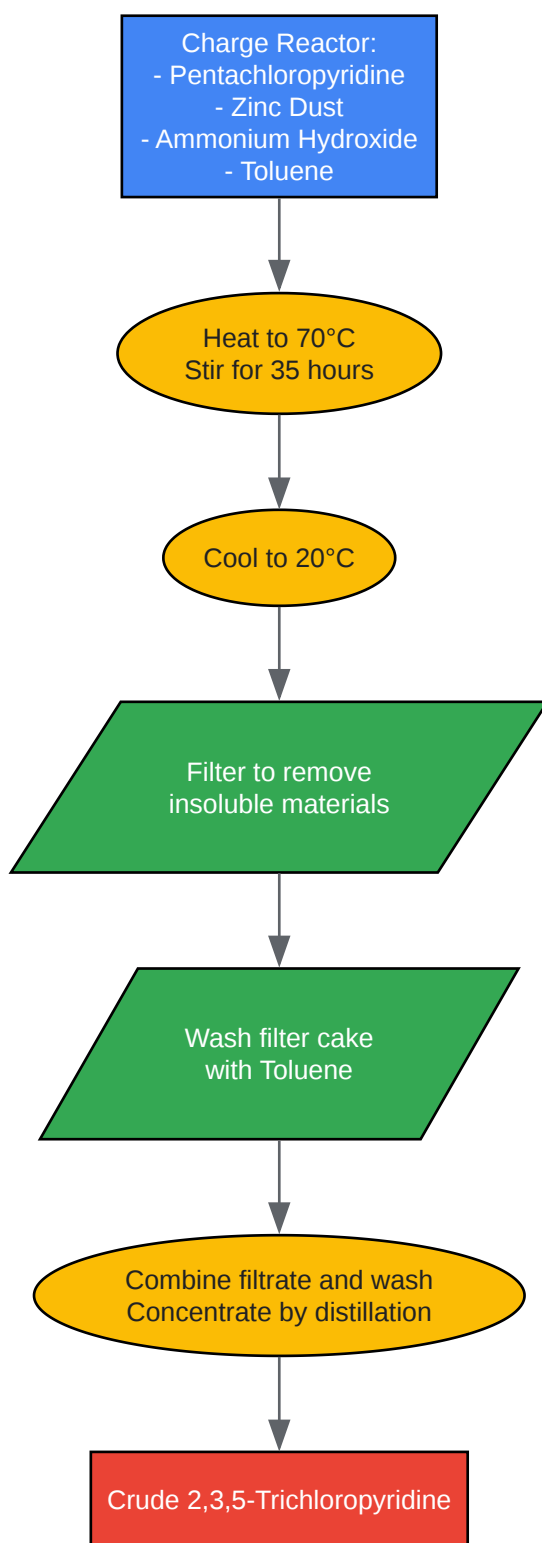 Charge Reactor:
- Pentachloropyridine
- Zinc Dust
- Ammonium Hydroxide
- Toluene
Heat to 70°C
Stir for 35 hours
Cool to 20°C
Filter to remove
insoluble materials
Wash filter cake
with Toluene
Combine filtrate and wash
Concentrate by distillation
Crude 2,3,5-Trichloropyridine